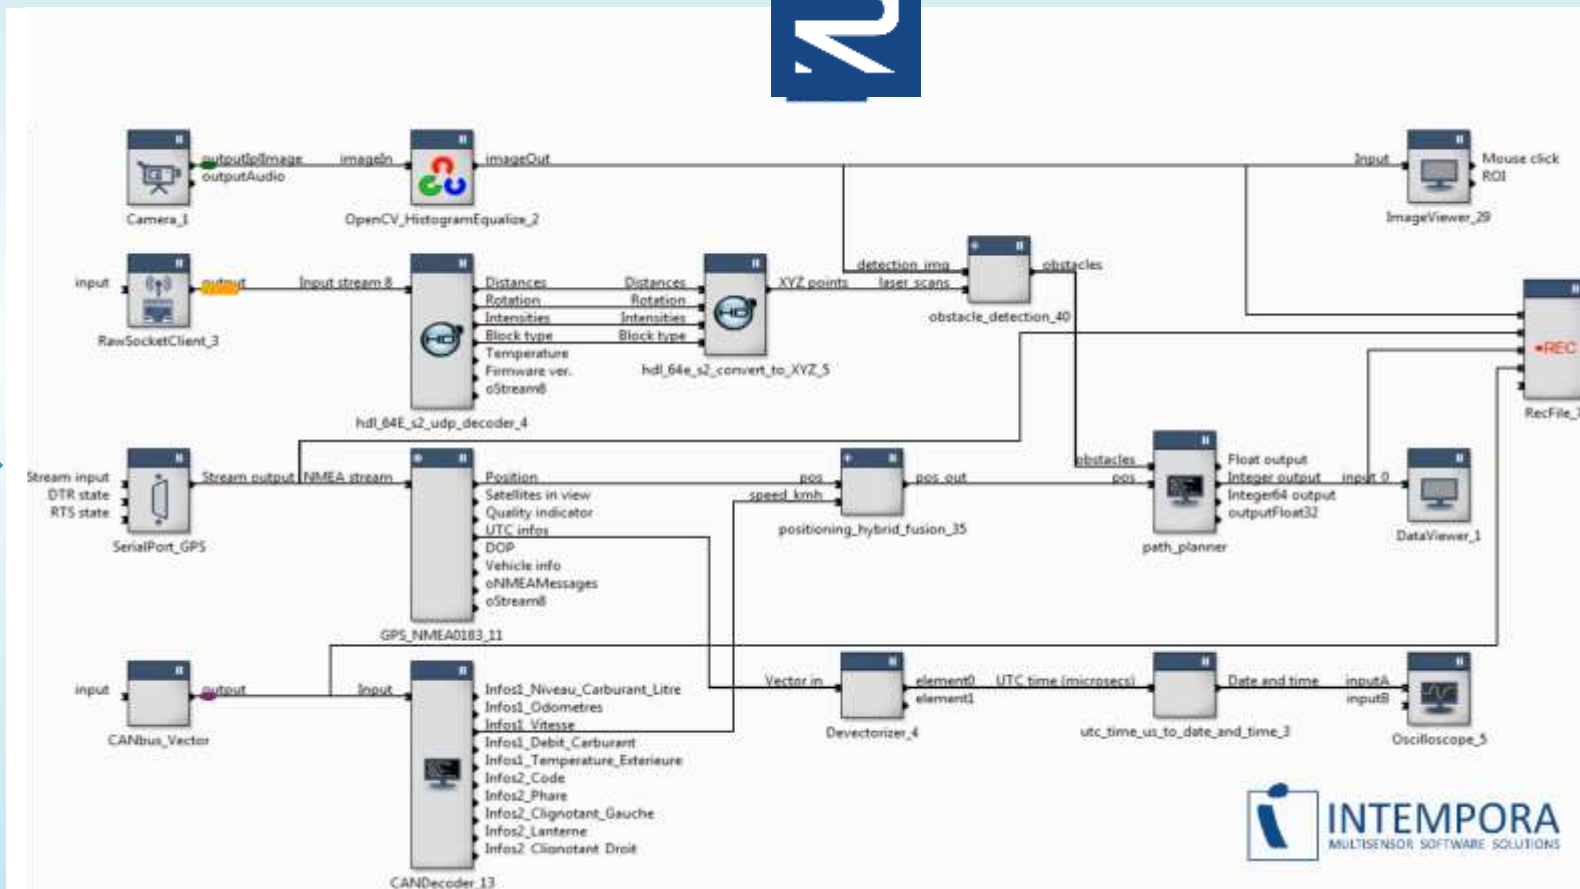 outputIplImage
outputAudio
Camera_1
imageIn
imageOut
OpenCV_HistogramEqualize_2
Input
Mouse click
ROI
ImageViewer_29
input
output
RawSocketClient_3
Input stream 8
Distances
Rotation
Intensities
Block type
Temperature
Firmware ver.
oStream8
hdl_64E_s2_udp_decoder_4
Distances
Rotation
Intensities
Block type
XYZ points
hdl_64e_s2_convert_to_XYZ_5
detection_img
laser_scans
obstacles
obstacle_detection_40
REC
Stream input
DTR state
RTS state
Stream output
SerialPort_GPS
NMEA stream
Position
Satellites in view
Quality indicator
UTC infos
DOP
Vehicle info
oNMEAMessages
oStream8
GPS_NMEA0183_11
pos
speed_kmh
pos_out
positioning_hybrid_fusion_35
obstacles
pos
Float output
Integer output
Integer64 output
outputFloat32
path_planner
input_0
DataViewer_1
input
output
CANbus_Vector
Input
Infos1_Niveau_Carburant_Litre
Infos1_Odometres
Infos1_Vitesse
Infos1_Debit_Carburant
Infos1_Temperature_Exterieure
Infos2_Code
Infos2_Phare
Infos2_Clignotant_Gauche
Infos2_Lanterne
Infos2_Clignotant_Droit
CANDecoder_13
Vector in
element0
element1
Devectorizer_4
UTC time (microsecs)
Date and time
utc_time_us_to_date_and_time_3
inputA
inputB
Oscilloscope_5
INTEMPORA
MULTISENSOR SOFTWARE SOLUTIONS